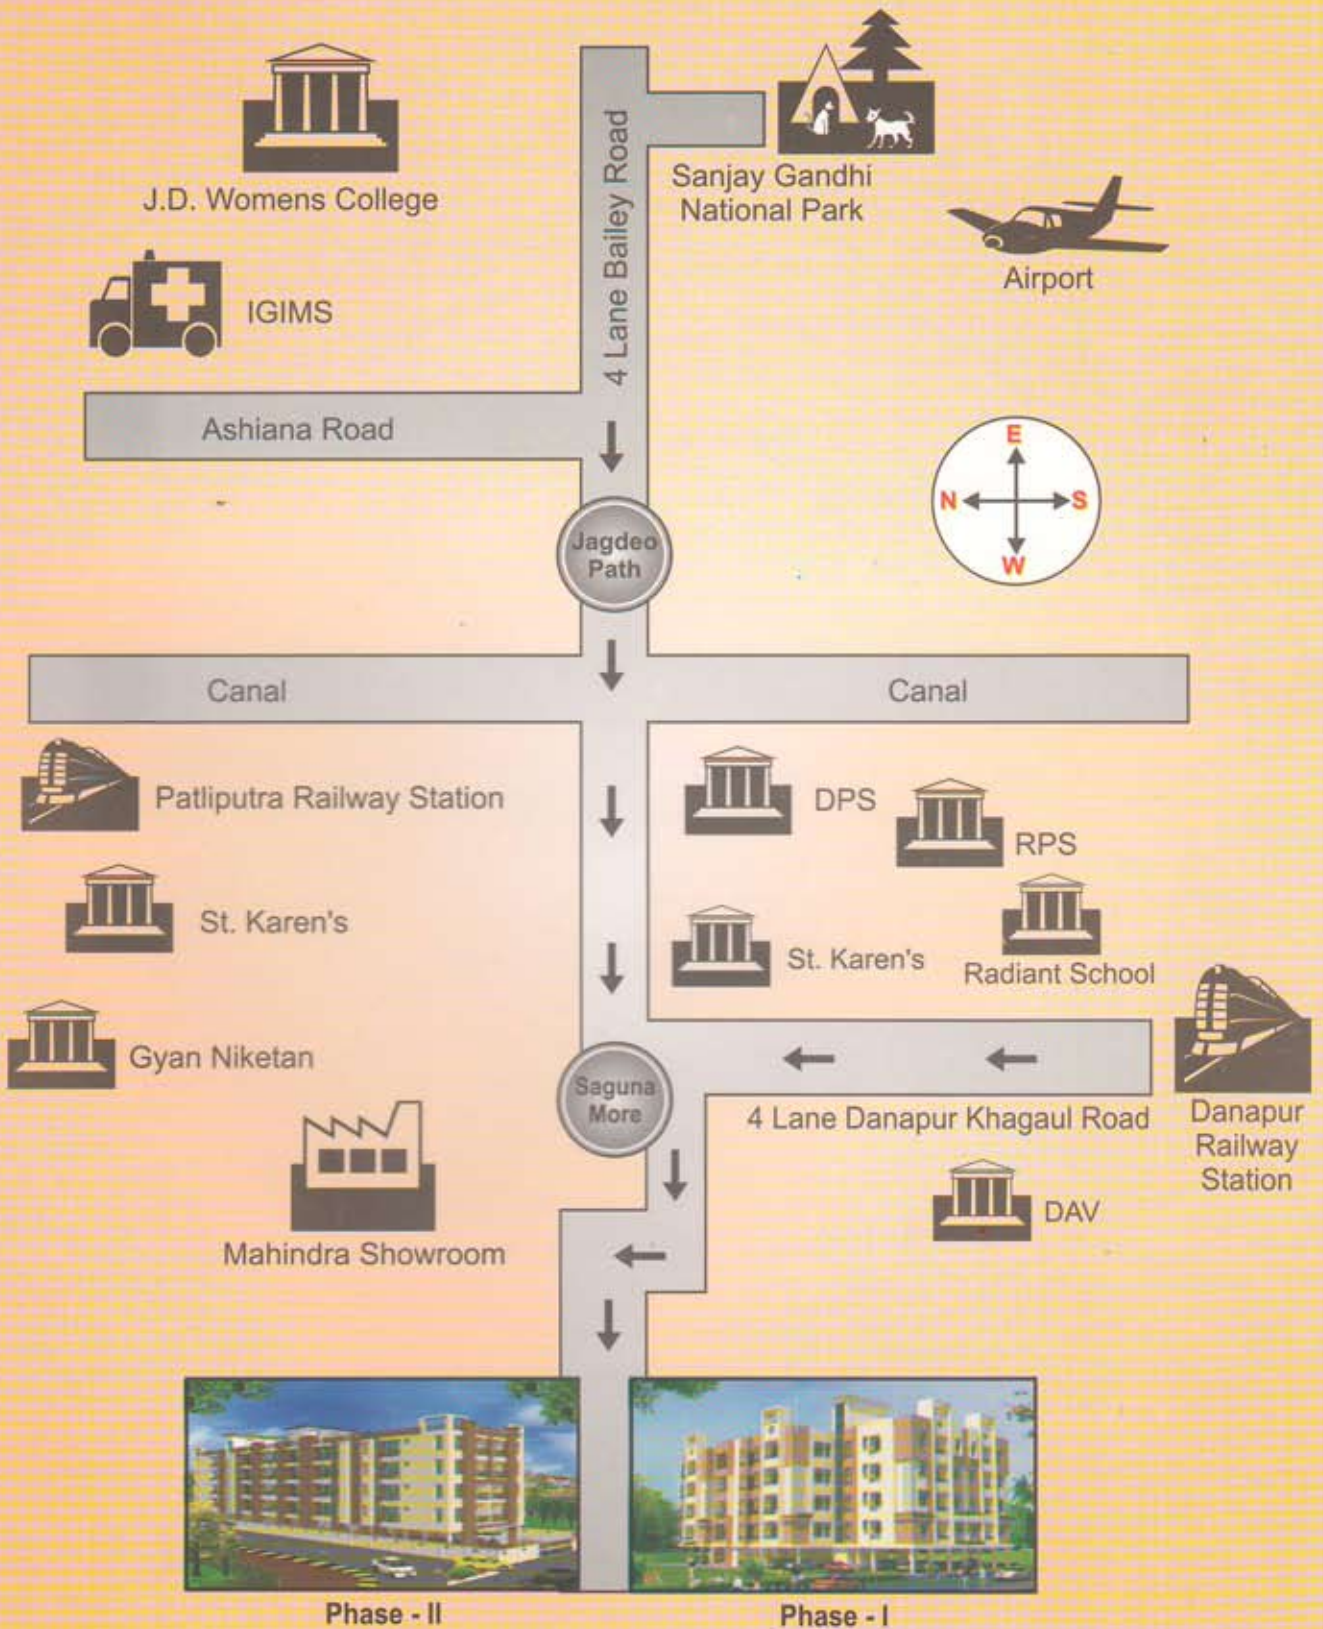 J.D. Womens College
4 Lane Bailey Road
Sanjay Gandhi
National Park
Airport
IGIMS
Ashiana Road
E
N
S
W
Jagdeo
Path
Canal
Canal
Patliputra Railway Station
DPS
RPS
St. Karen's
St. Karen's
Radiant School
Gyan Niketan
Saguna
More
4 Lane Danapur Khagaul Road
Danapur
Railway
Station
Mahindra Showroom
DAV
Phase - II
Phase - I